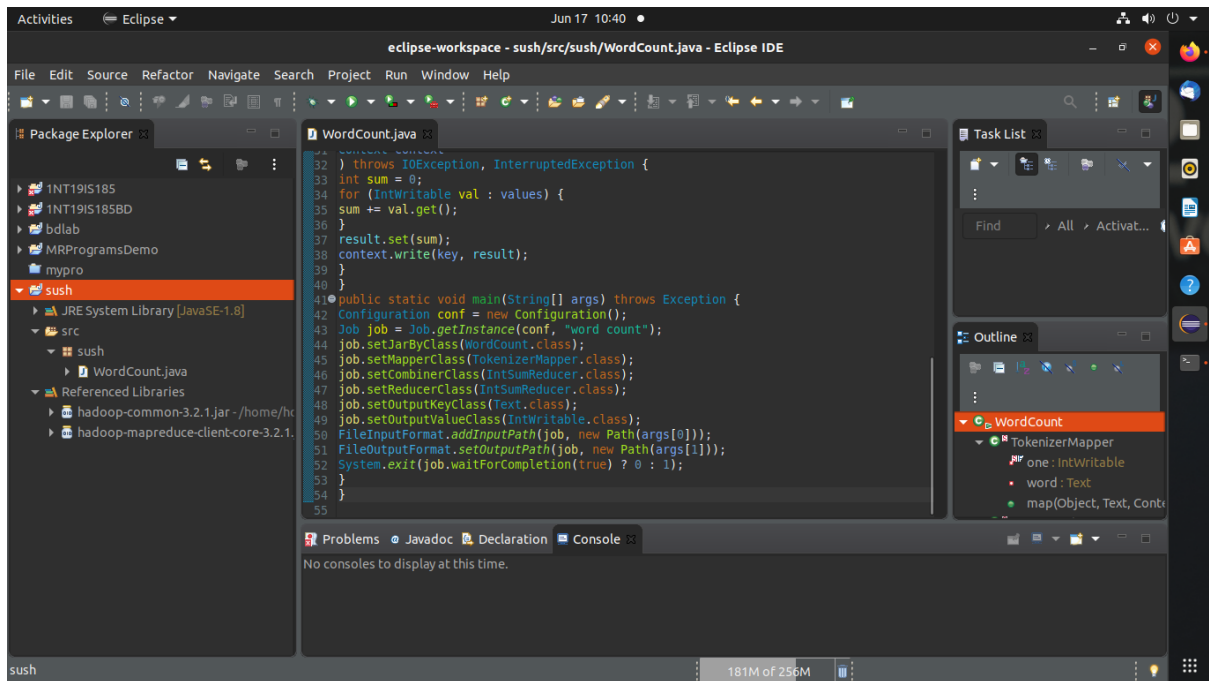 Activities Eclipse Jun 17 10:40
eclipse-workspace - sush/src/sush/WordCount.java - Eclipse IDE
File Edit Source Refactor Navigate Search Project Run Window Help
Package Explorer
1NT19IS185
1NT19IS185BD
bdlab
MRProgramsDemo
mypro
sush
JRE System Library [JavaSE-1.8]
src
sush
WordCount.java
Referenced Libraries
hadoop-common-3.2.1.jar - /home/hc
hadoop-mapreduce-client-core-3.2.1.
WordCount.java
31 Context context
32 ) throws IOException, InterruptedException {
33 int sum = 0;
34 for (IntWritable val : values) {
35 sum += val.get();
36 }
37 result.set(sum);
38 context.write(key, result);
39 }
40 }
41 public static void main(String[] args) throws Exception {
42 Configuration conf = new Configuration();
43 Job job = Job.getInstance(conf, "word count");
44 job.setJarByClass(WordCount.class);
45 job.setMapperClass(TokenizerMapper.class);
46 job.setCombinerClass(IntSumReducer.class);
47 job.setReducerClass(IntSumReducer.class);
48 job.setOutputKeyClass(Text.class);
49 job.setOutputValueClass(IntWritable.class);
50 FileInputFormat.addInputPath(job, new Path(args[0]));
51 FileOutputFormat.setOutputPath(job, new Path(args[1]));
52 System.exit(job.waitForCompletion(true) ? 0 : 1);
53 }
54 }
55
Task List
Find All Activat...
Outline
WordCount
TokenizerMapper
one : IntWritable
word : Text
map(Object, Text, Conte
Problems Javadoc Declaration Console
No consoles to display at this time.
sush 181M of 256M